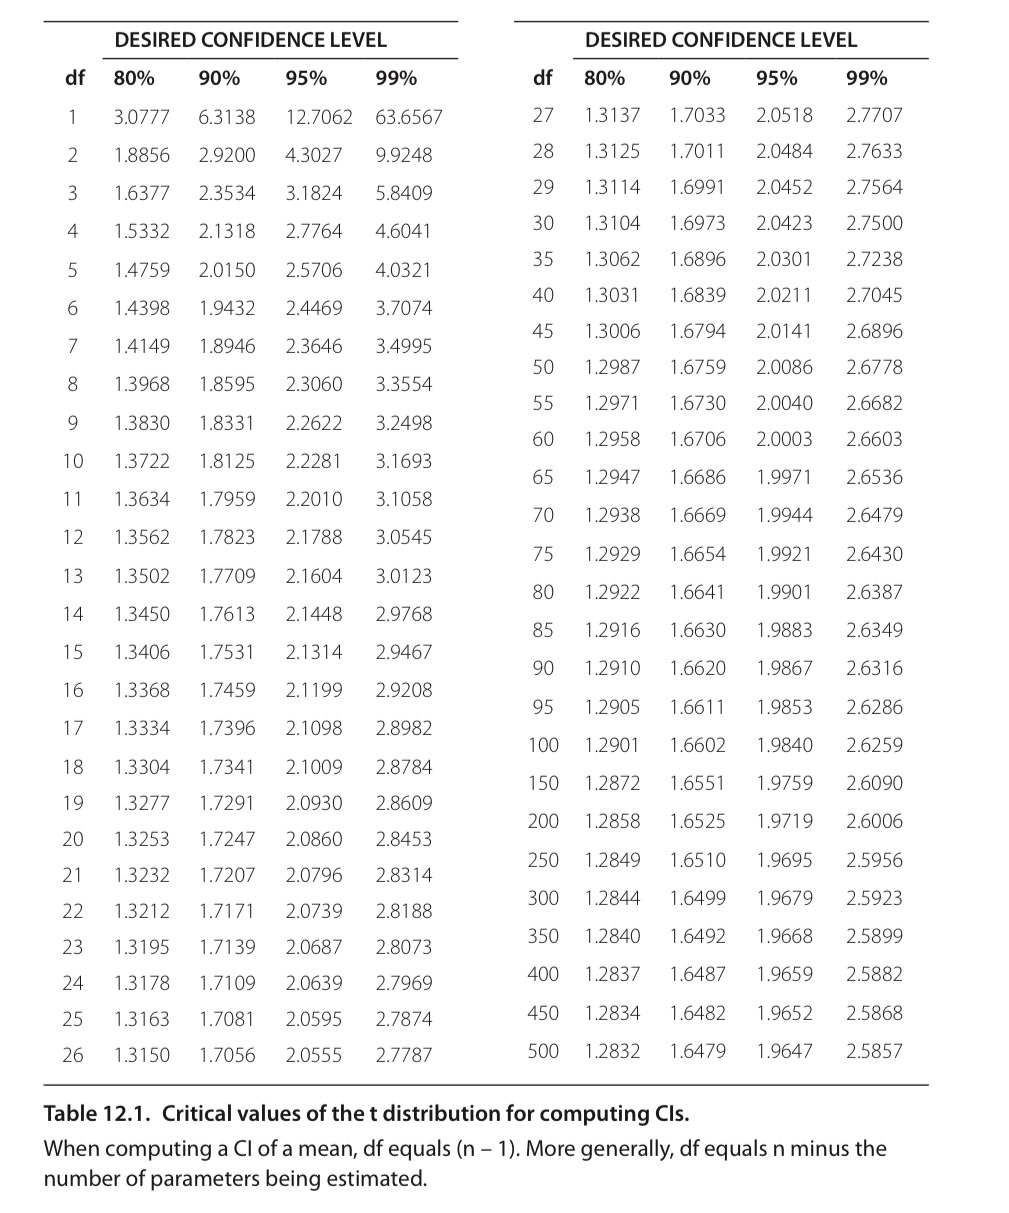 DESIRED CONFIDENCE LEVEL
df 80% 90% 95% 99%
1 3.0777 6.3138 12.7062 63.6567
2 1.8856 2.9200 4.3027 9.9248
3 1.6377 2.3534 3.1824 5.8409
4 1.5332 2.1318 2.7764 4.6041
5 1.4759 2.0150 2.5706 4.0321
6 1.4398 1.9432 2.4469 3.7074
7 1.4149 1.8946 2.3646 3.4995
8 1.3968 1.8595 2.3060 3.3554
9 1.3830 1.8331 2.2622 3.2498
10 1.3722 1.8125 2.2281 3.1693
11 1.3634 1.7959 2.2010 3.1058
12 1.3562 1.7823 2.1788 3.0545
13 1.3502 1.7709 2.1604 3.0123
14 1.3450 1.7613 2.1448 2.9768
15 1.3406 1.7531 2.1314 2.9467
16 1.3368 1.7459 2.1199 2.9208
17 1.3334 1.7396 2.1098 2.8982
18 1.3304 1.7341 2.1009 2.8784
19 1.3277 1.7291 2.0930 2.8609
20 1.3253 1.7247 2.0860 2.8453
21 1.3232 1.7207 2.0796 2.8314
22 1.3212 1.7171 2.0739 2.8188
23 1.3195 1.7139 2.0687 2.8073
24 1.3178 1.7109 2.0639 2.7969
25 1.3163 1.7081 2.0595 2.7874
26 1.3150 1.7056 2.0555 2.7787
DESIRED CONFIDENCE LEVEL
df 80% 90% 95% 99%
27 1.3137 1.7033 2.0518 2.7707
28 1.3125 1.7011 2.0484 2.7633
29 1.3114 1.6991 2.0452 2.7564
30 1.3104 1.6973 2.0423 2.7500
35 1.3062 1.6896 2.0301 2.7238
40 1.3031 1.6839 2.0211 2.7045
45 1.3006 1.6794 2.0141 2.6896
50 1.2987 1.6759 2.0086 2.6778
55 1.2971 1.6730 2.0040 2.6682
60 1.2958 1.6706 2.0003 2.6603
65 1.2947 1.6686 1.9971 2.6536
70 1.2938 1.6669 1.9944 2.6479
75 1.2929 1.6654 1.9921 2.6430
80 1.2922 1.6641 1.9901 2.6387
85 1.2916 1.6630 1.9883 2.6349
90 1.2910 1.6620 1.9867 2.6316
95 1.2905 1.6611 1.9853 2.6286
100 1.2901 1.6602 1.9840 2.6259
150 1.2872 1.6551 1.9759 2.6090
200 1.2858 1.6525 1.9719 2.6006
250 1.2849 1.6510 1.9695 2.5956
300 1.2844 1.6499 1.9679 2.5923
350 1.2840 1.6492 1.9668 2.5899
400 1.2837 1.6487 1.9659 2.5882
450 1.2834 1.6482 1.9652 2.5868
500 1.2832 1.6479 1.9647 2.5857
Table 12.1. Critical values of the t distribution for computing CIs.
When computing a CI of a mean, df equals (n – 1). More generally, df equals n minus the
number of parameters being estimated.